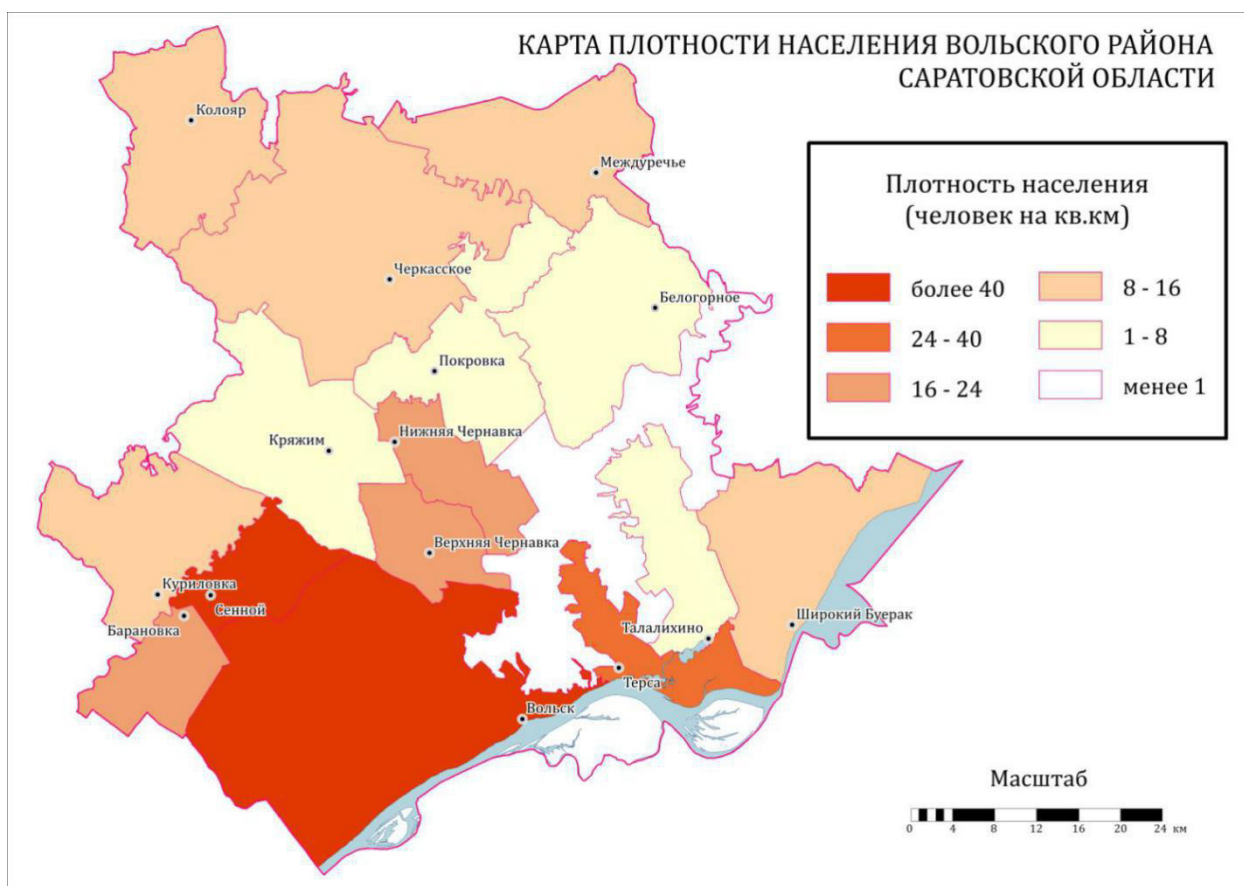 КАРТА ПЛОТНОСТИ НАСЕЛЕНИЯ ВОЛЬСКОГО РАЙОНА
САРАТОВСКОЙ ОБЛАСТИ
Плотность населения
(человек на кв.км)
более 40
24 - 40
16 - 24
8 - 16
1 - 8
менее 1
Колояр
Междуречье
Черкасское
Белогорное
Покровка
Нижняя Чернавка
Кряжим
Верхняя Чернавка
Куриловка
Сенной
Барановка
Широкий Буерак
Талалихино
Терса
Вольск
Масштаб
0 4 8 12 16 20 24 км